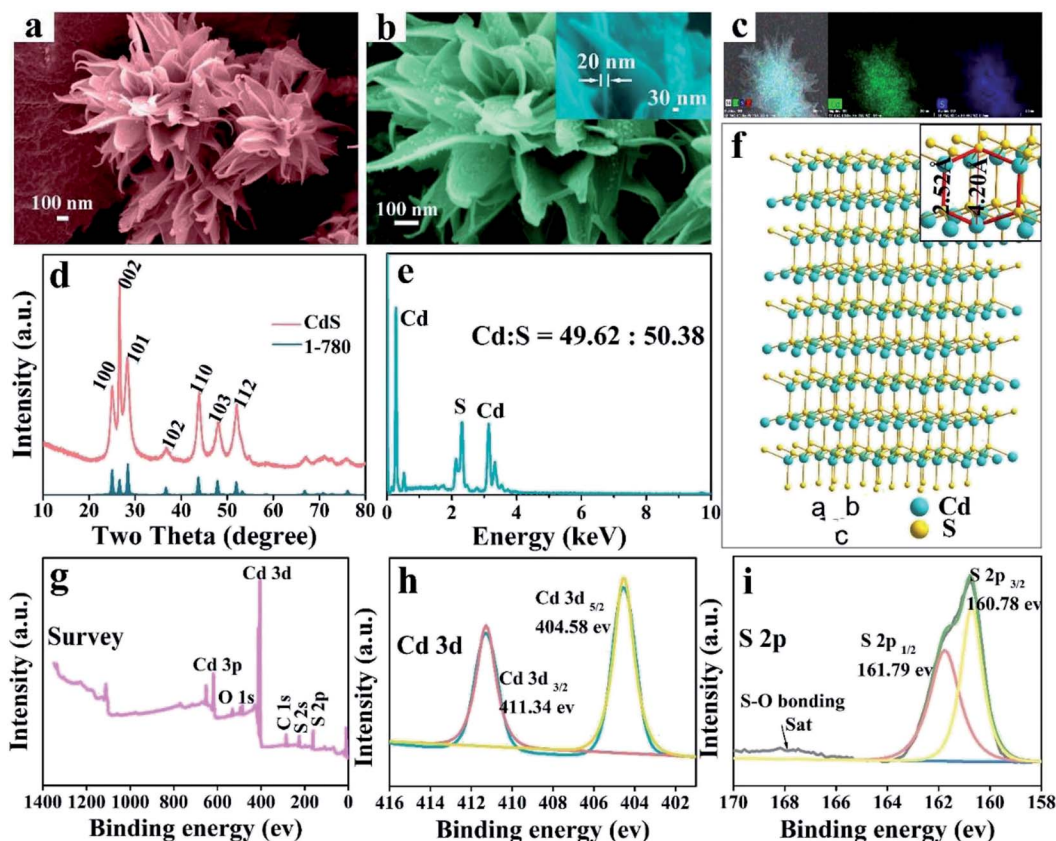 a
100 nm
b
20 nm
30 nm
100 nm
c
d
Intensity (a.u.)
100
002
101
102
110
103
112
CdS
1-780
10 20 30 40 50 60 70 80
Two Theta (degree)
e
Intensity (a.u.)
Cd
Cd:S = 49.62 : 50.38
S
Cd
0 2 4 6 8 10
Energy (keV)
f
2.52Å
4.20Å
a b
c
Cd
S
g
Intensity (a.u.)
Survey
Cd 3d
Cd 3p
O 1s
C 1s
S 2s
S 2p
1400 1200 1000 800 600 400 200 0
Binding energy (ev)
h
Intensity (a.u.)
Cd 3d
Cd 3d 5/2
404.58 ev
Cd 3d 3/2
411.34 ev
416 414 412 410 408 406 404 402
Binding energy (ev)
i
Intensity (a.u.)
S 2p
S 2p 3/2
160.78 ev
S 2p 1/2
161.79 ev
S-O bonding
Sat
170 168 166 164 162 160 158
Binding energy (ev)